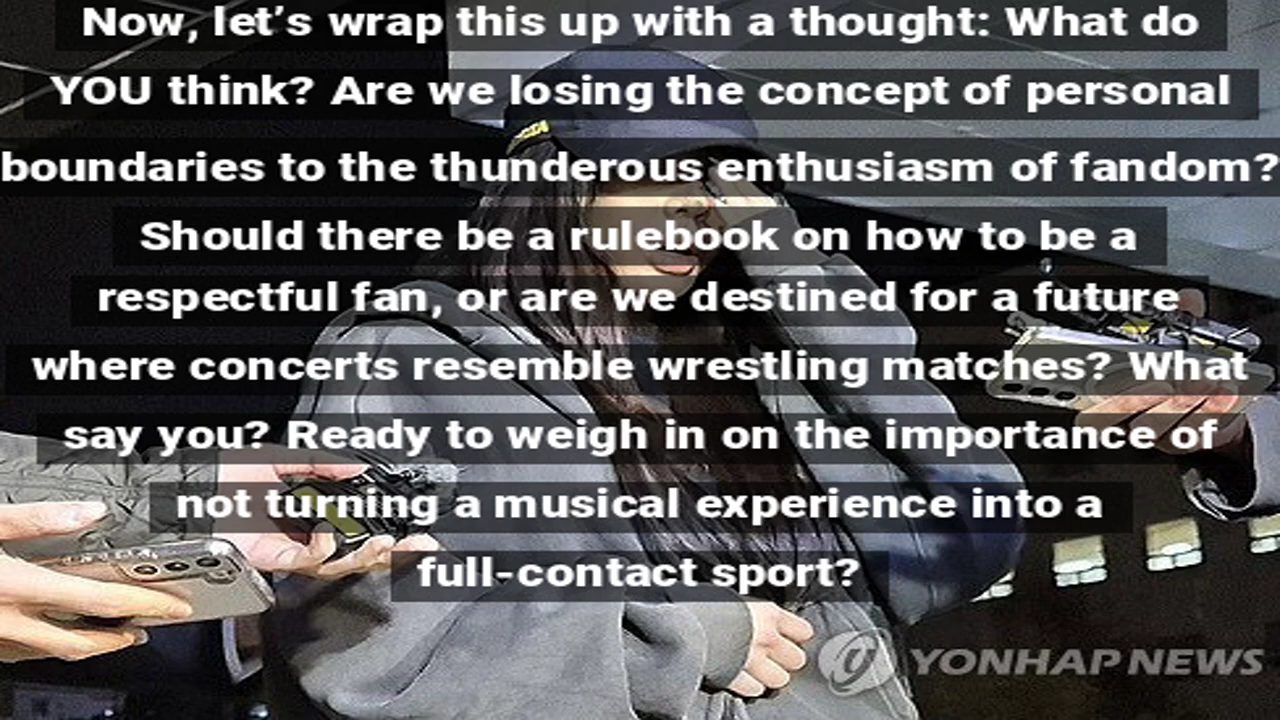 Now, let’s wrap this up with a thought: What do
YOU think? Are we losing the concept of personal
boundaries to the thunderous enthusiasm of fandom?
Should there be a rulebook on how to be a
respectful fan, or are we destined for a future
where concerts resemble wrestling matches? What
say you? Ready to weigh in on the importance of
not turning a musical experience into a
full-contact sport?
YONHAP NEWS